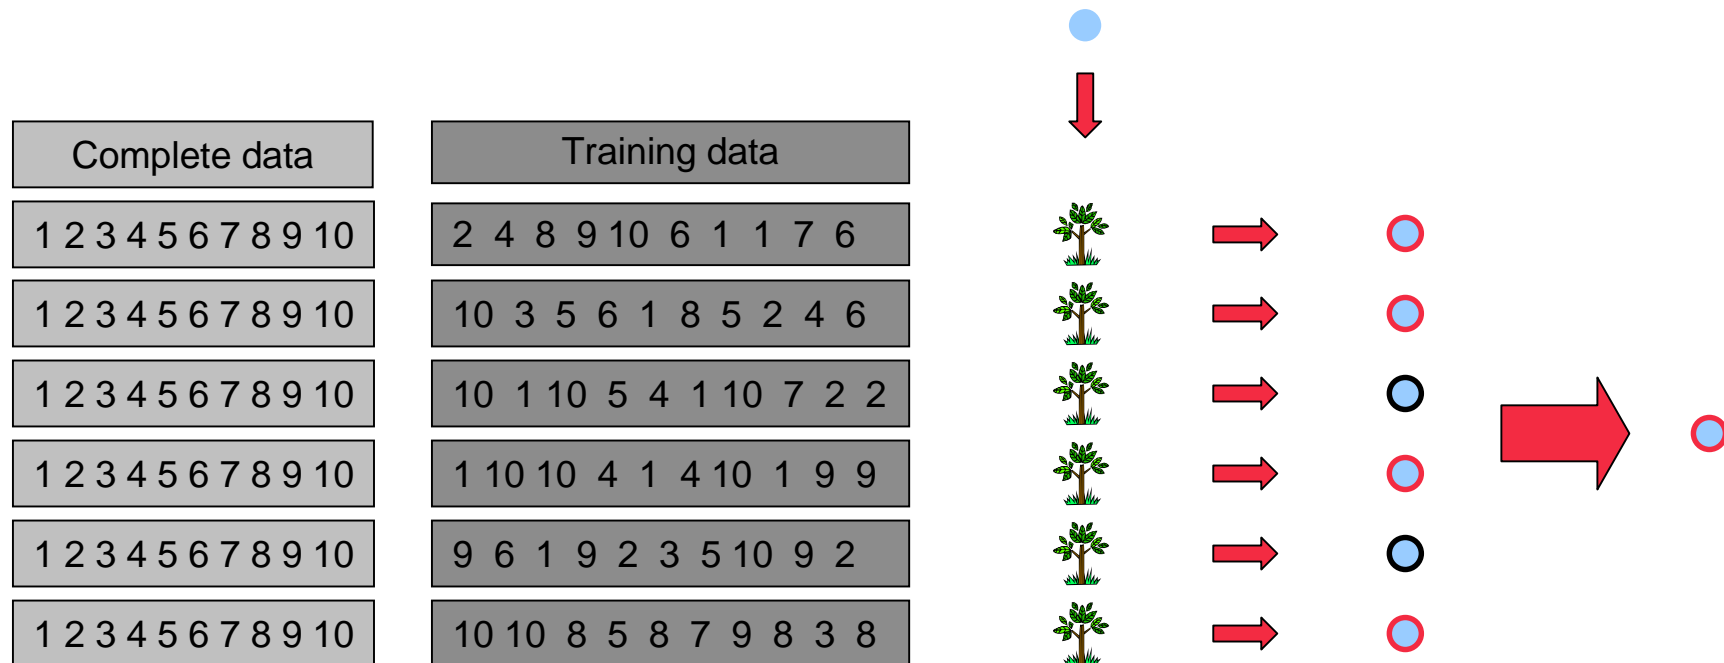 Complete data
Training data
1 2 3 4 5 6 7 8 9 10
2 4 8 9 10 6 1 1 7 6
1 2 3 4 5 6 7 8 9 10
10 3 5 6 1 8 5 2 4 6
1 2 3 4 5 6 7 8 9 10
10 1 10 5 4 1 10 7 2 2
1 2 3 4 5 6 7 8 9 10
1 10 10 4 1 4 10 1 9 9
1 2 3 4 5 6 7 8 9 10
9 6 1 9 2 3 5 10 9 2
1 2 3 4 5 6 7 8 9 10
10 10 8 5 8 7 9 8 3 8